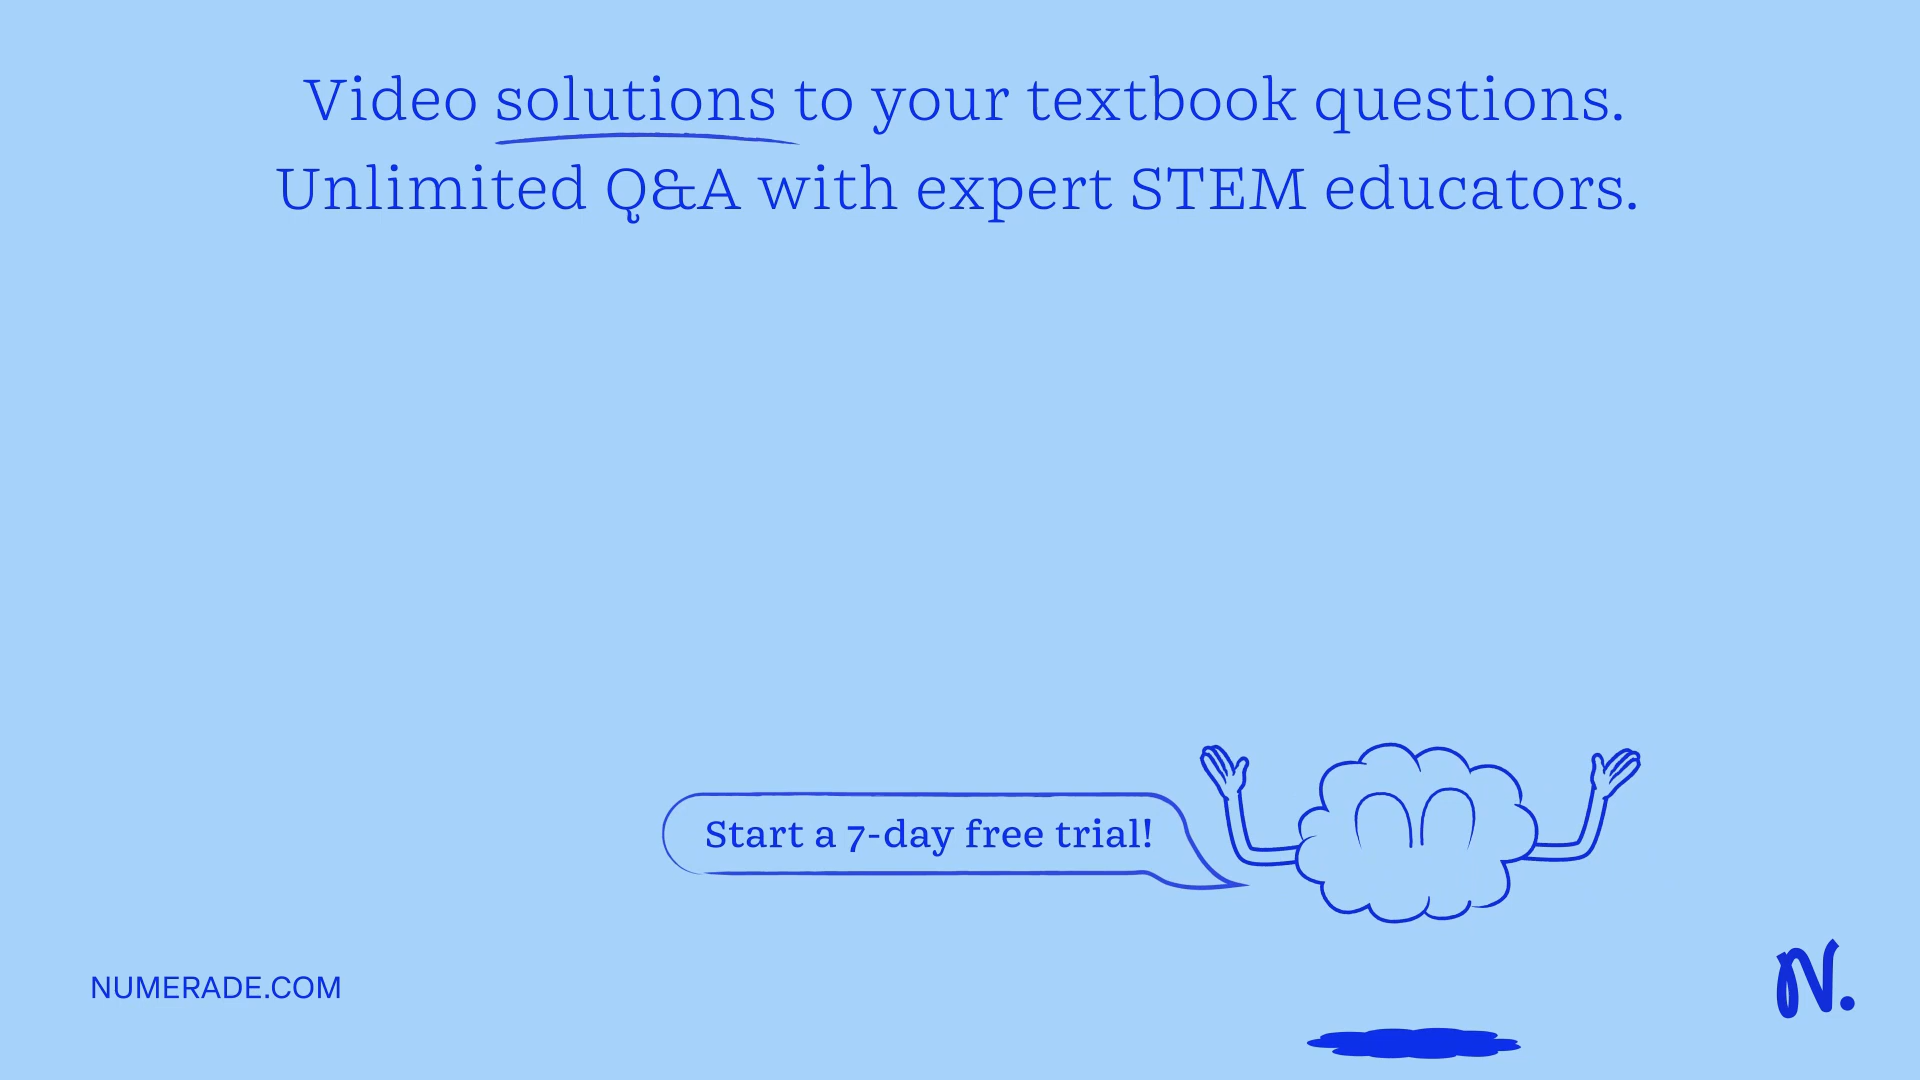 Video solutions to your textbook questions.
Unlimited Q&A with expert STEM educators.
Start a 7-day free trial!
NUMERADE.COM
N.